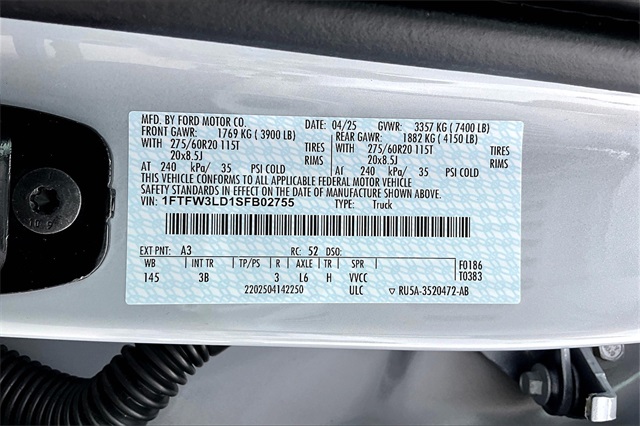 MFD. BY FORD MOTOR CO. DATE: 04/25 GVWR: 3357 KG ( 7400 LB)
FRONT GAWR: 1769 KG ( 3900 LB) REAR GAWR: 1882 KG ( 4150 LB)
WITH 275/60R20 115T TIRES WITH 275/60R20 115T TIRES
20x8.5J RIMS 20x8.5J RIMS
AT 240 kPa/ 35 PSI COLD AT 240 kPa/ 35 PSI COLD
THIS VEHICLE CONFORMS TO ALL APPLICABLE FEDERAL MOTOR VEHICLE
SAFETY STANDARDS IN EFFECT ON THE DATE OF MANUFACTURE SHOWN ABOVE.
VIN: 1FTFW3LD1SFB02755 TYPE: Truck
EXT PNT: A3 RC: 52 DSO: F0186
WB INT TR TP/PS R AXLE TR SPR T0383
145 3B 3 L6 H VVCC
2202504142250 ULC RU5A-3520472-AB
10.9